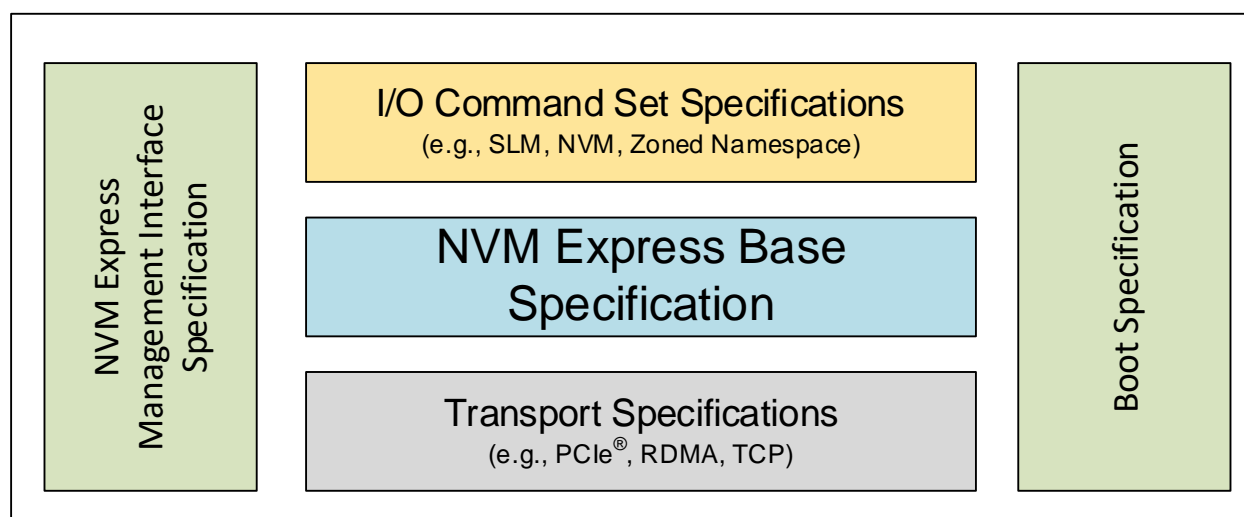 NVM Express
Management Interface
Specification
I/O Command Set Specifications
(e.g., SLM, NVM, Zoned Namespace)
NVM Express Base
Specification
Transport Specifications
(e.g., PCIe®, RDMA, TCP)
Boot Specification